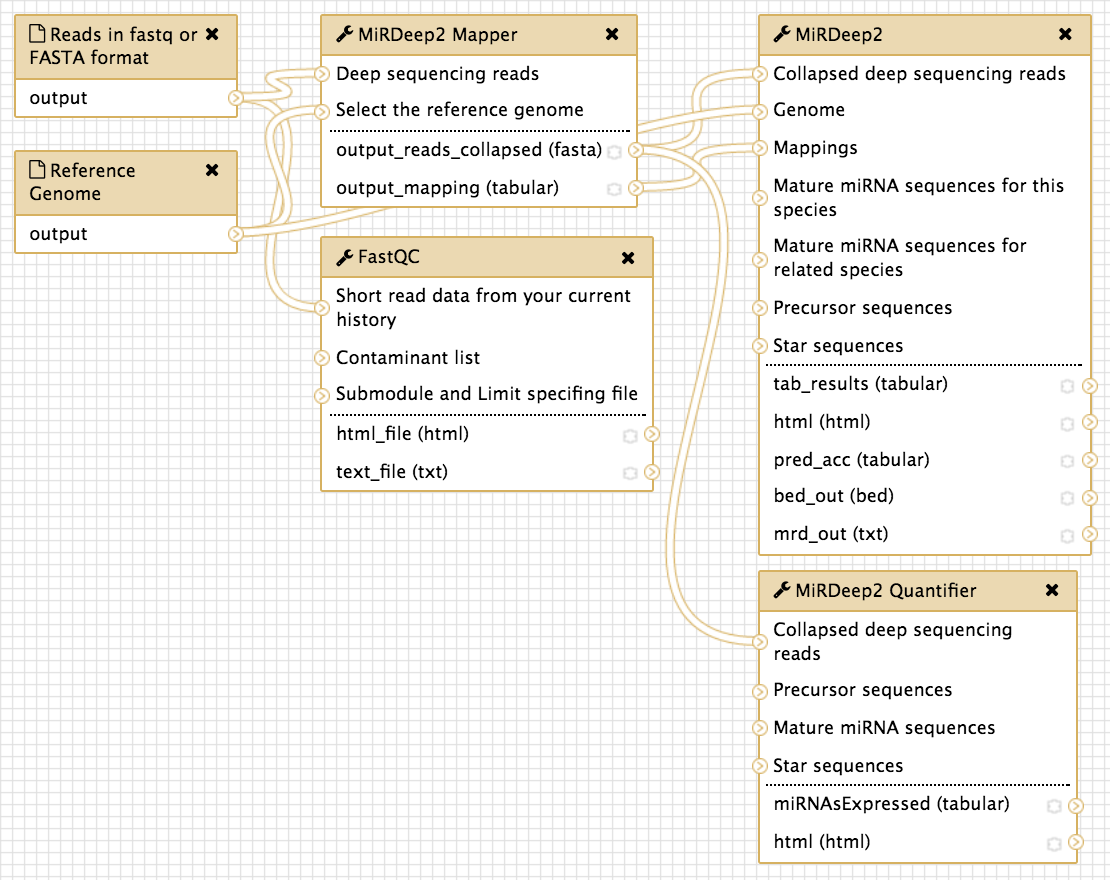 Reads in fastq or
FASTA format
output
Reference
Genome
output
MiRDeep2 Mapper
Deep sequencing reads
Select the reference genome
output_reads_collapsed (fasta)
output_mapping (tabular)
FastQC
Short read data from your current
history
Contaminant list
Submodule and Limit specifing file
html_file (html)
text_file (txt)
MiRDeep2
Collapsed deep sequencing reads
Genome
Mappings
Mature miRNA sequences for this
species
Mature miRNA sequences for
related species
Precursor sequences
Star sequences
tab_results (tabular)
html (html)
pred_acc (tabular)
bed_out (bed)
mrd_out (txt)
MiRDeep2 Quantifier
Collapsed deep sequencing
reads
Precursor sequences
Mature miRNA sequences
Star sequences
miRNAsExpressed (tabular)
html (html)